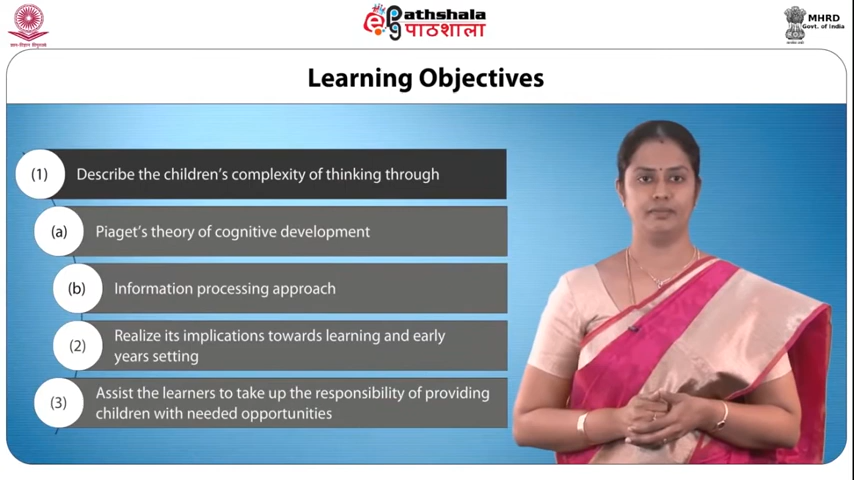 ePathshala
पाठशाला
MHRD
Govt. of India
Learning Objectives
(1) Describe the children's complexity of thinking through
(a) Piaget's theory of cognitive development
(b) Information processing approach
(2) Realize its implications towards learning and early
years setting
(3) Assist the learners to take up the responsibility of providing
children with needed opportunities